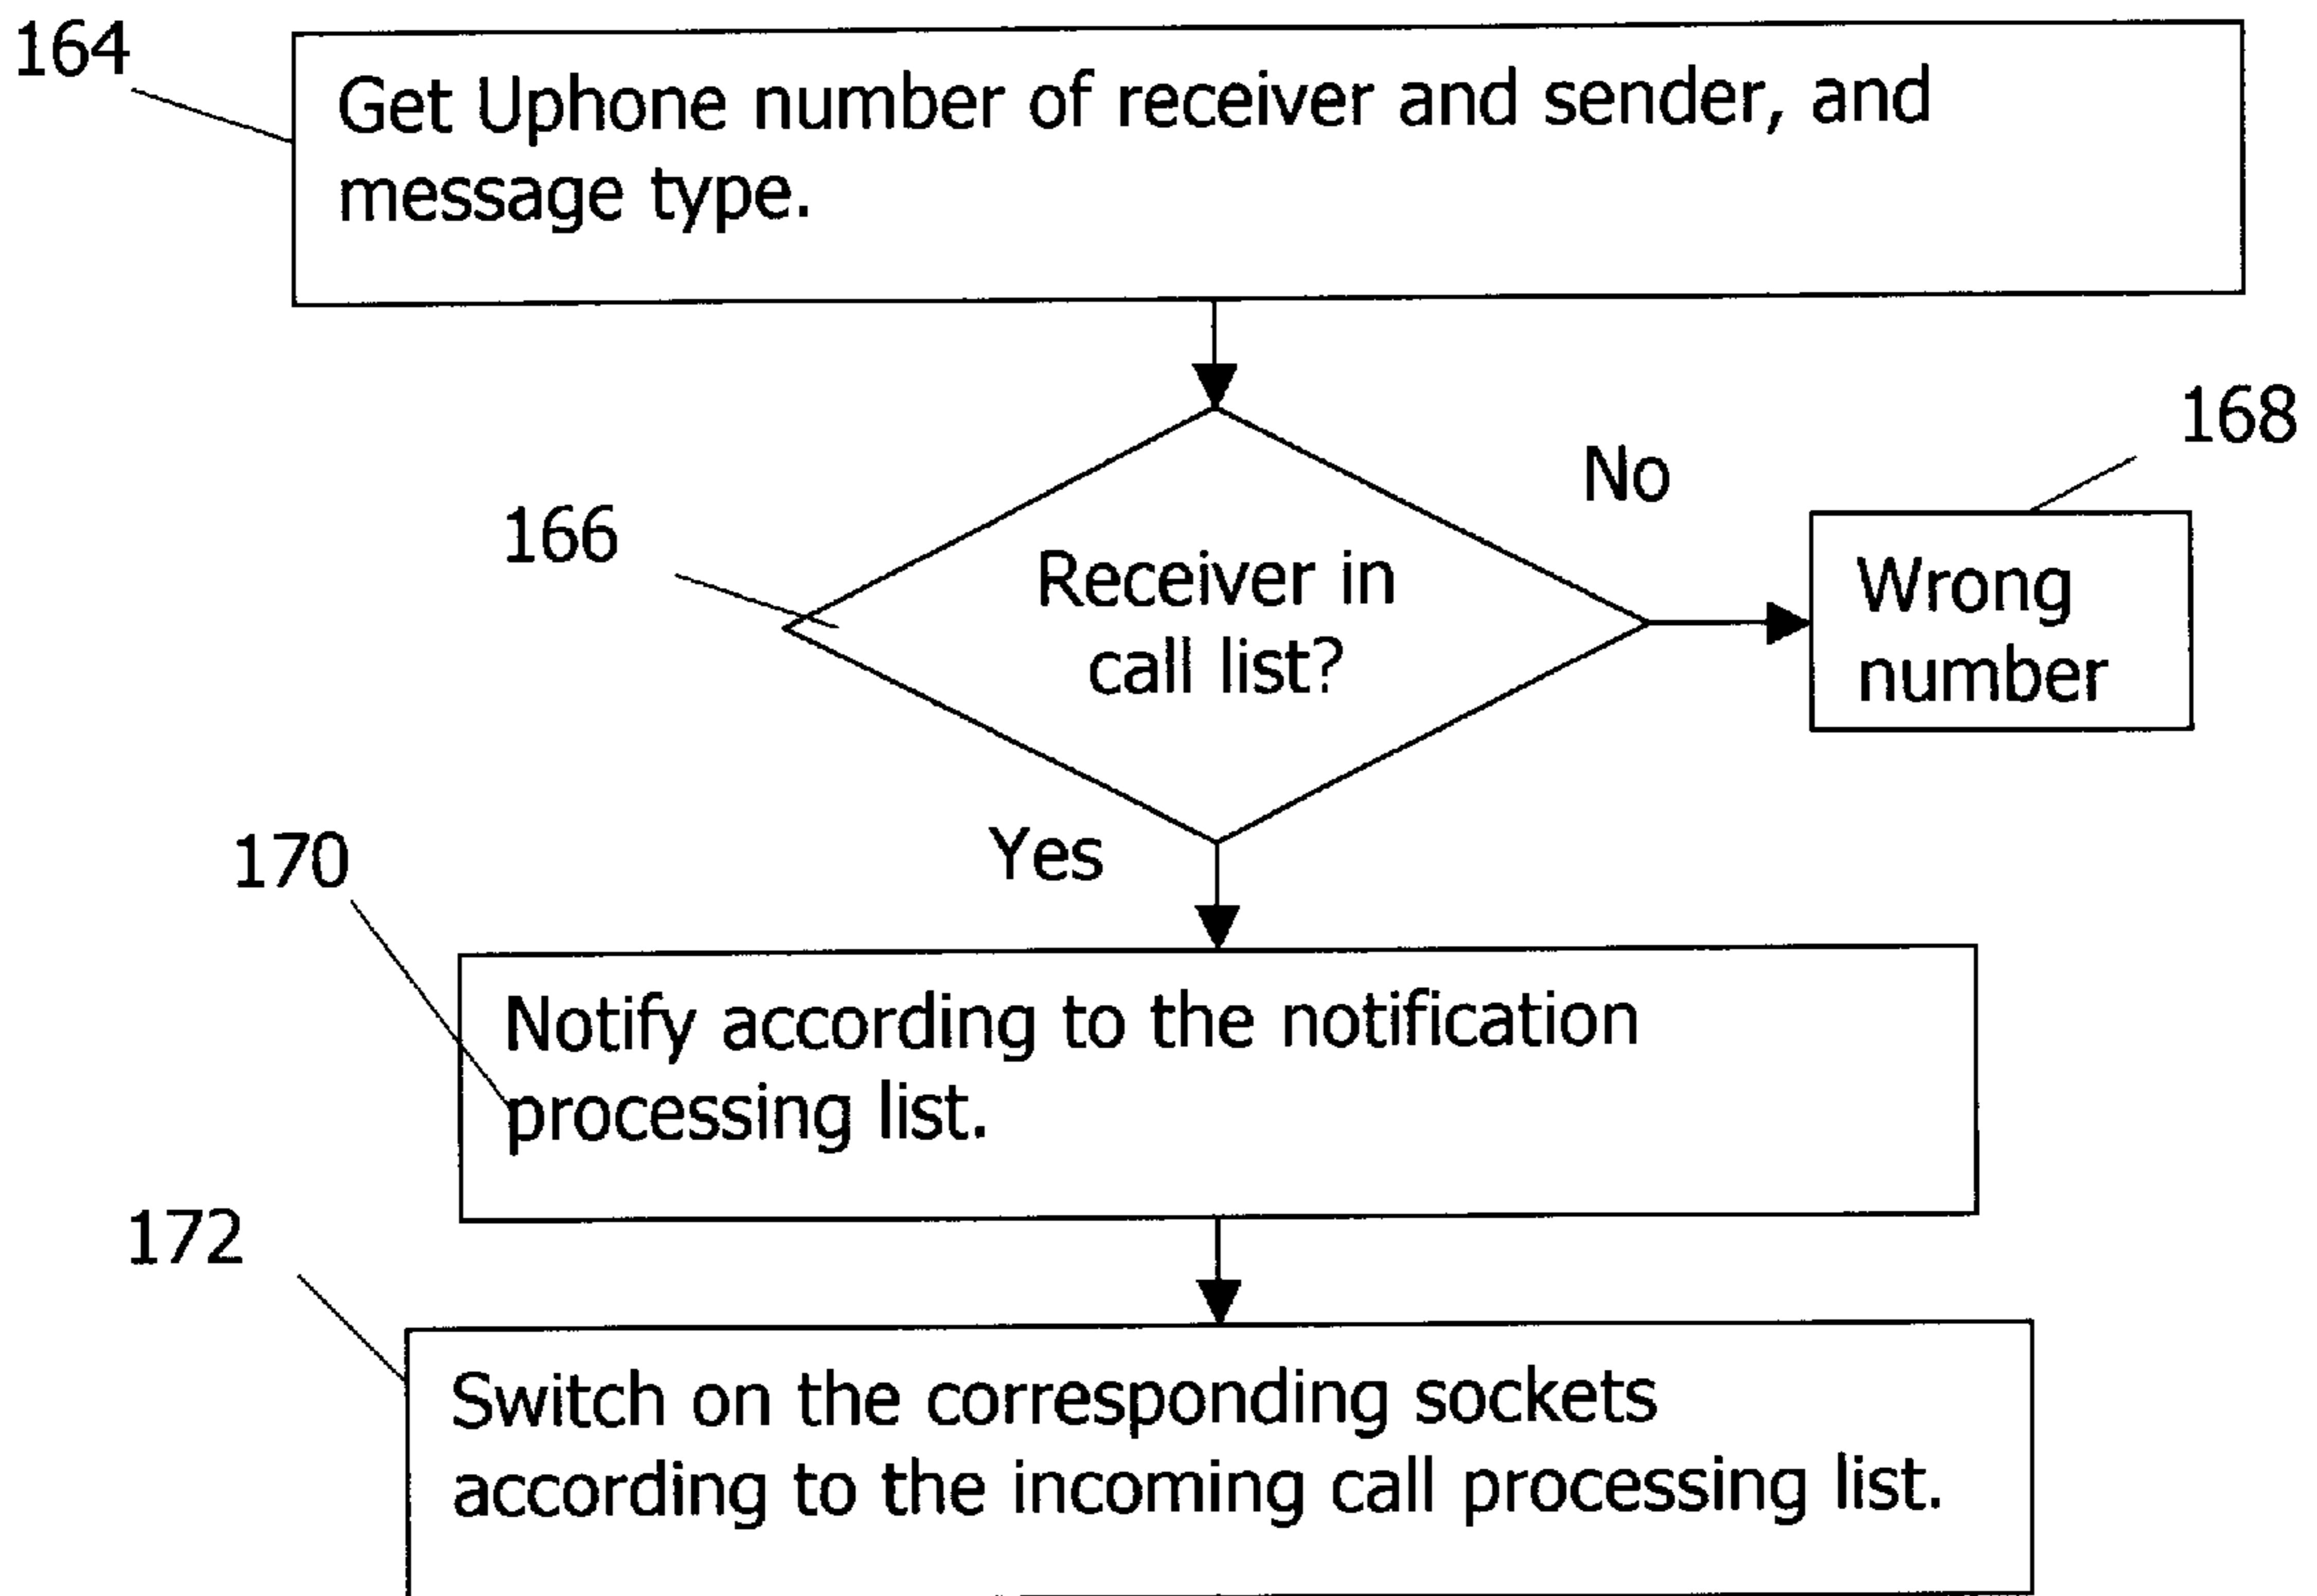 164
Get Uphone number of receiver and sender, and
message type.
168
No
166
Receiver in
call list?
Wrong
number
Yes
170
Notify according to the notification
processing list.
172
Switch on the corresponding sockets
according to the incoming call processing list.